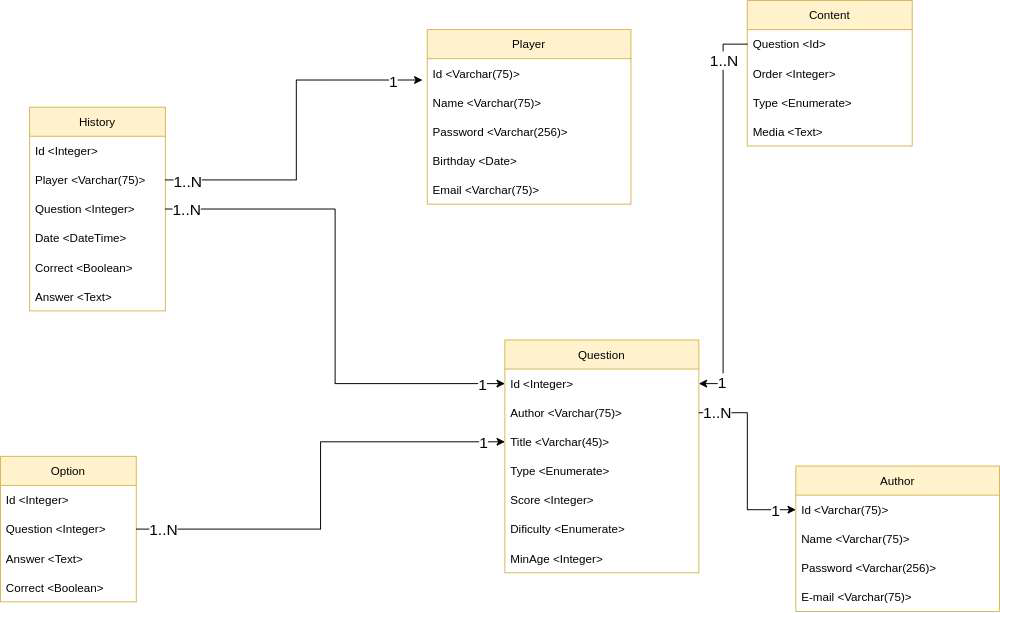 Content
Question <Id>
Order <Integer>
Type <Enumerate>
Media <Text>
1..N
1
Player
Id <Varchar(75)>
Name <Varchar(75)>
Password <Varchar(256)>
Birthday <Date>
Email <Varchar(75)>
1
History
Id <Integer>
Player <Varchar(75)>
Question <Integer>
Date <DateTime>
Correct <Boolean>
Answer <Text>
1..N
1..N
Question
Id <Integer>
Author <Varchar(75)>
Title <Varchar(45)>
Type <Enumerate>
Score <Integer>
Dificulty <Enumerate>
MinAge <Integer>
1
1
1..N
Option
Id <Integer>
Question <Integer>
Answer <Text>
Correct <Boolean>
1..N
Author
Id <Varchar(75)>
Name <Varchar(75)>
Password <Varchar(256)>
E-mail <Varchar(75)>
1